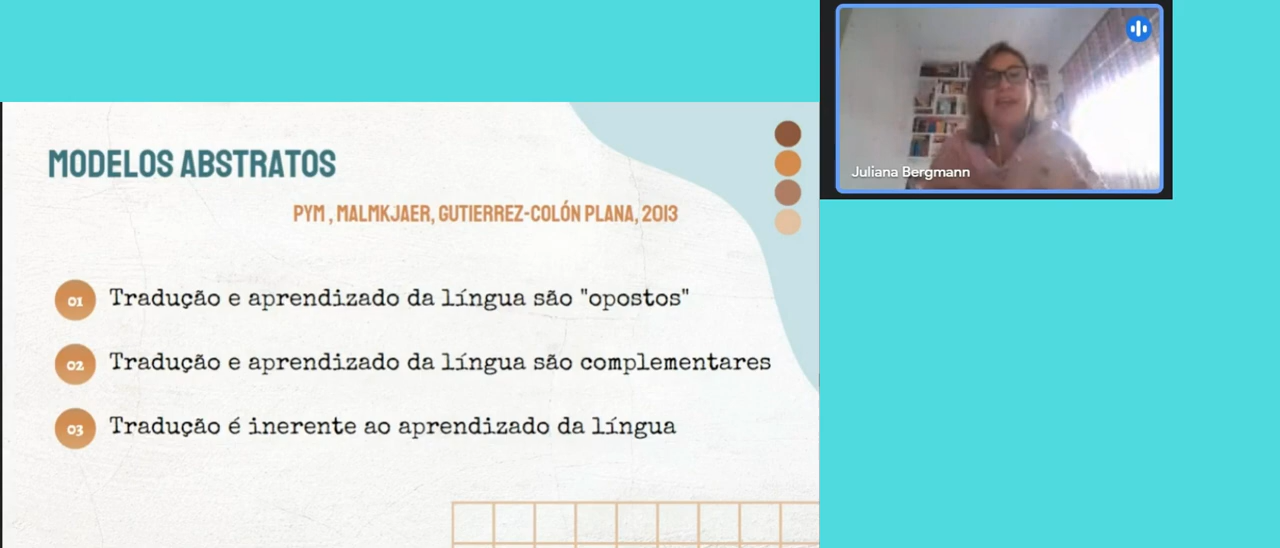 MODELOS ABSTRATOS
PYM , MALMKJAER, GUTIERREZ-COLÓN PLANA, 2013
01 Tradução e aprendizado da língua são "opostos"
02 Tradução e aprendizado da língua são complementares
03 Tradução é inerente ao aprendizado da língua
Juliana Bergmann